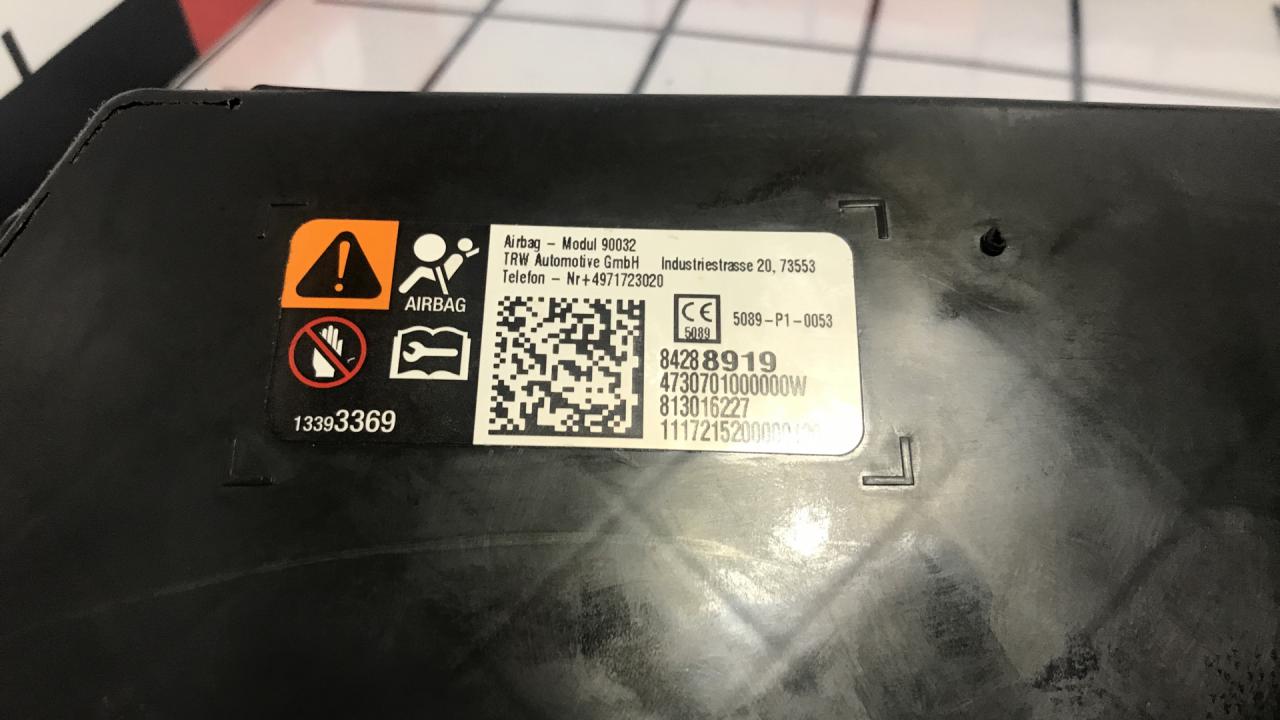 AIRBAG
13393369
Airbag – Modul 90032
TRW Automotive GmbH Industriestrasse 20, 73553
Telefon – Nr+4971723020
CE
5089
5089-P1-0053
84288919
4730701000000W
813016227